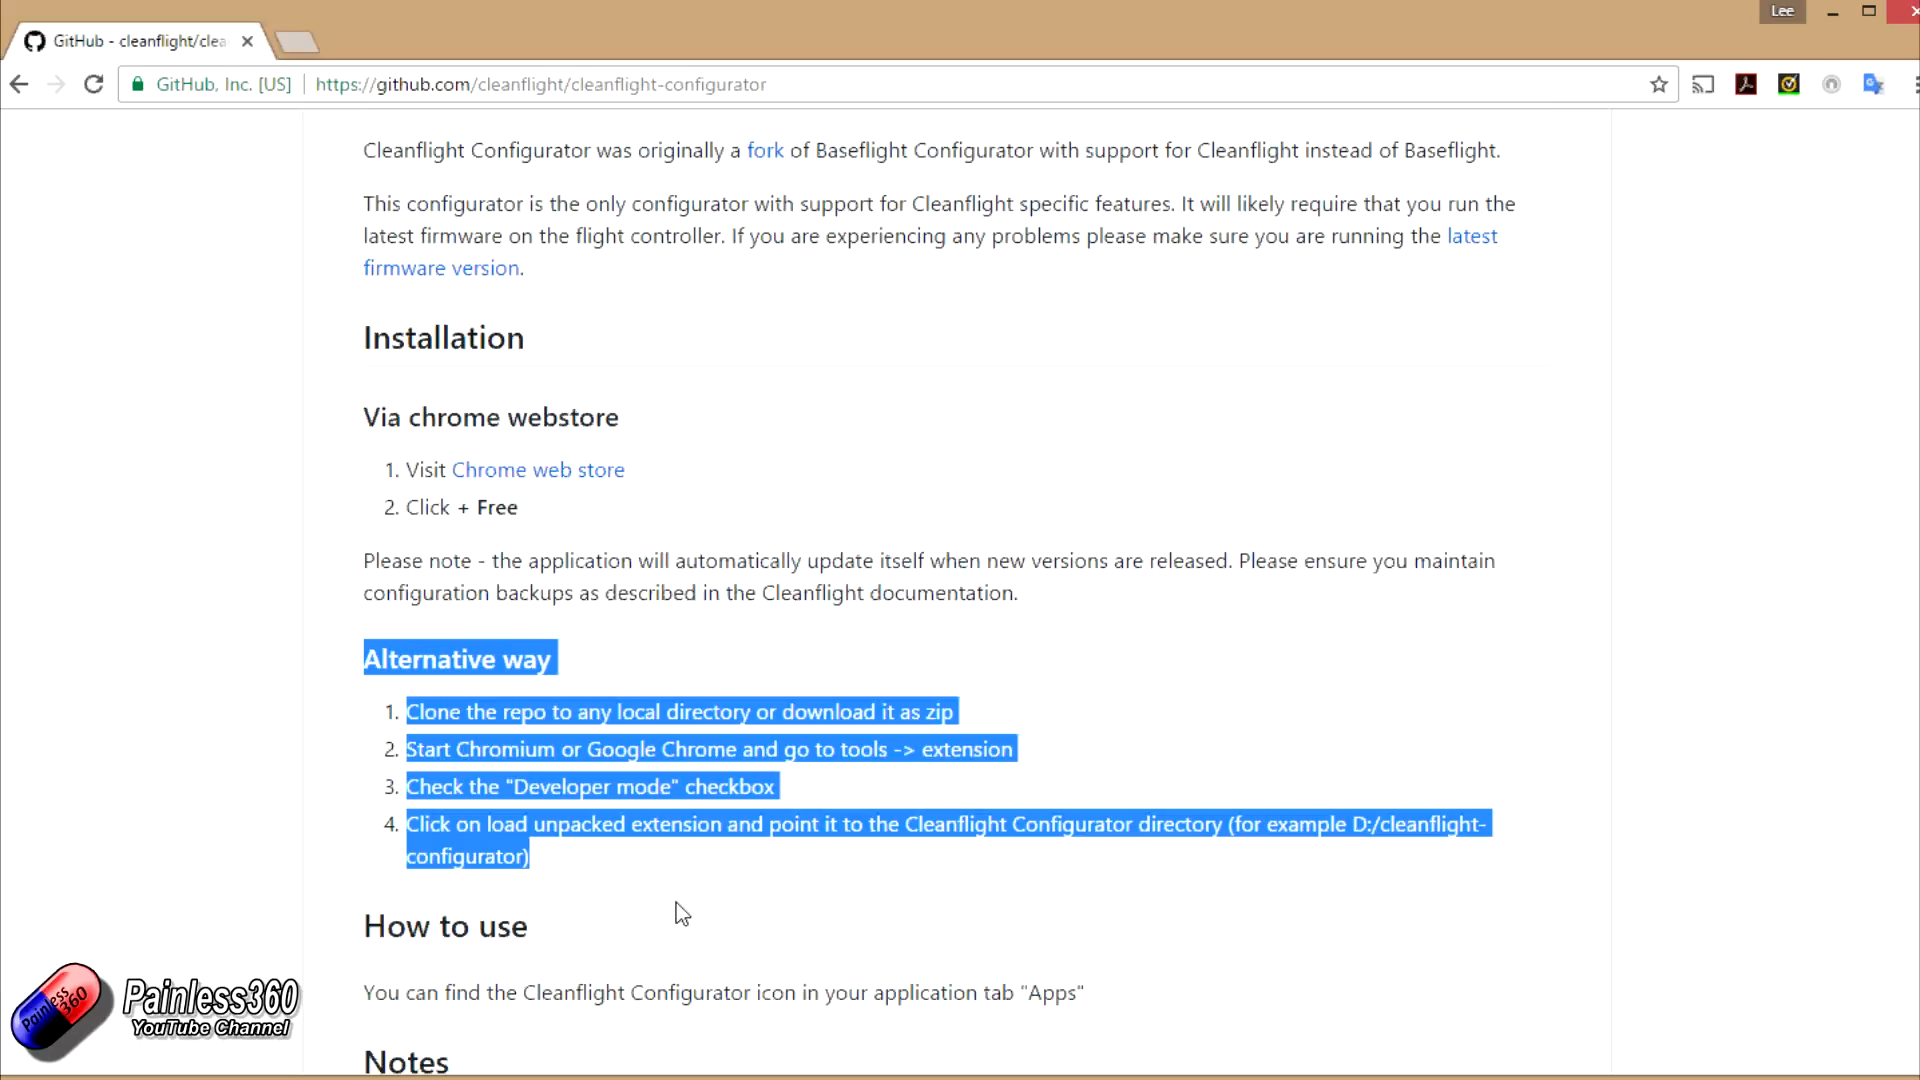 Lee
GitHub - cleanflight/clea
GitHub, Inc. [US] https://github.com/cleanflight/cleanflight-configurator
Cleanflight Configurator was originally a fork of Baseflight Configurator with support for Cleanflight instead of Baseflight.
This configurator is the only configurator with support for Cleanflight specific features. It will likely require that you run the
latest firmware on the flight controller. If you are experiencing any problems please make sure you are running the latest
firmware version.
Installation
Via chrome webstore
1. Visit Chrome web store
2. Click + Free
Please note - the application will automatically update itself when new versions are released. Please ensure you maintain
configuration backups as described in the Cleanflight documentation.
Alternative way
1. Clone the repo to any local directory or download it as zip
2. Start Chromium or Google Chrome and go to tools -> extension
3. Check the "Developer mode" checkbox
4. Click on load unpacked extension and point it to the Cleanflight Configurator directory (for example D:/cleanflight-
configurator)
How to use
You can find the Cleanflight Configurator icon in your application tab "Apps"
Notes
Painless360
Painless360
YouTube Channel